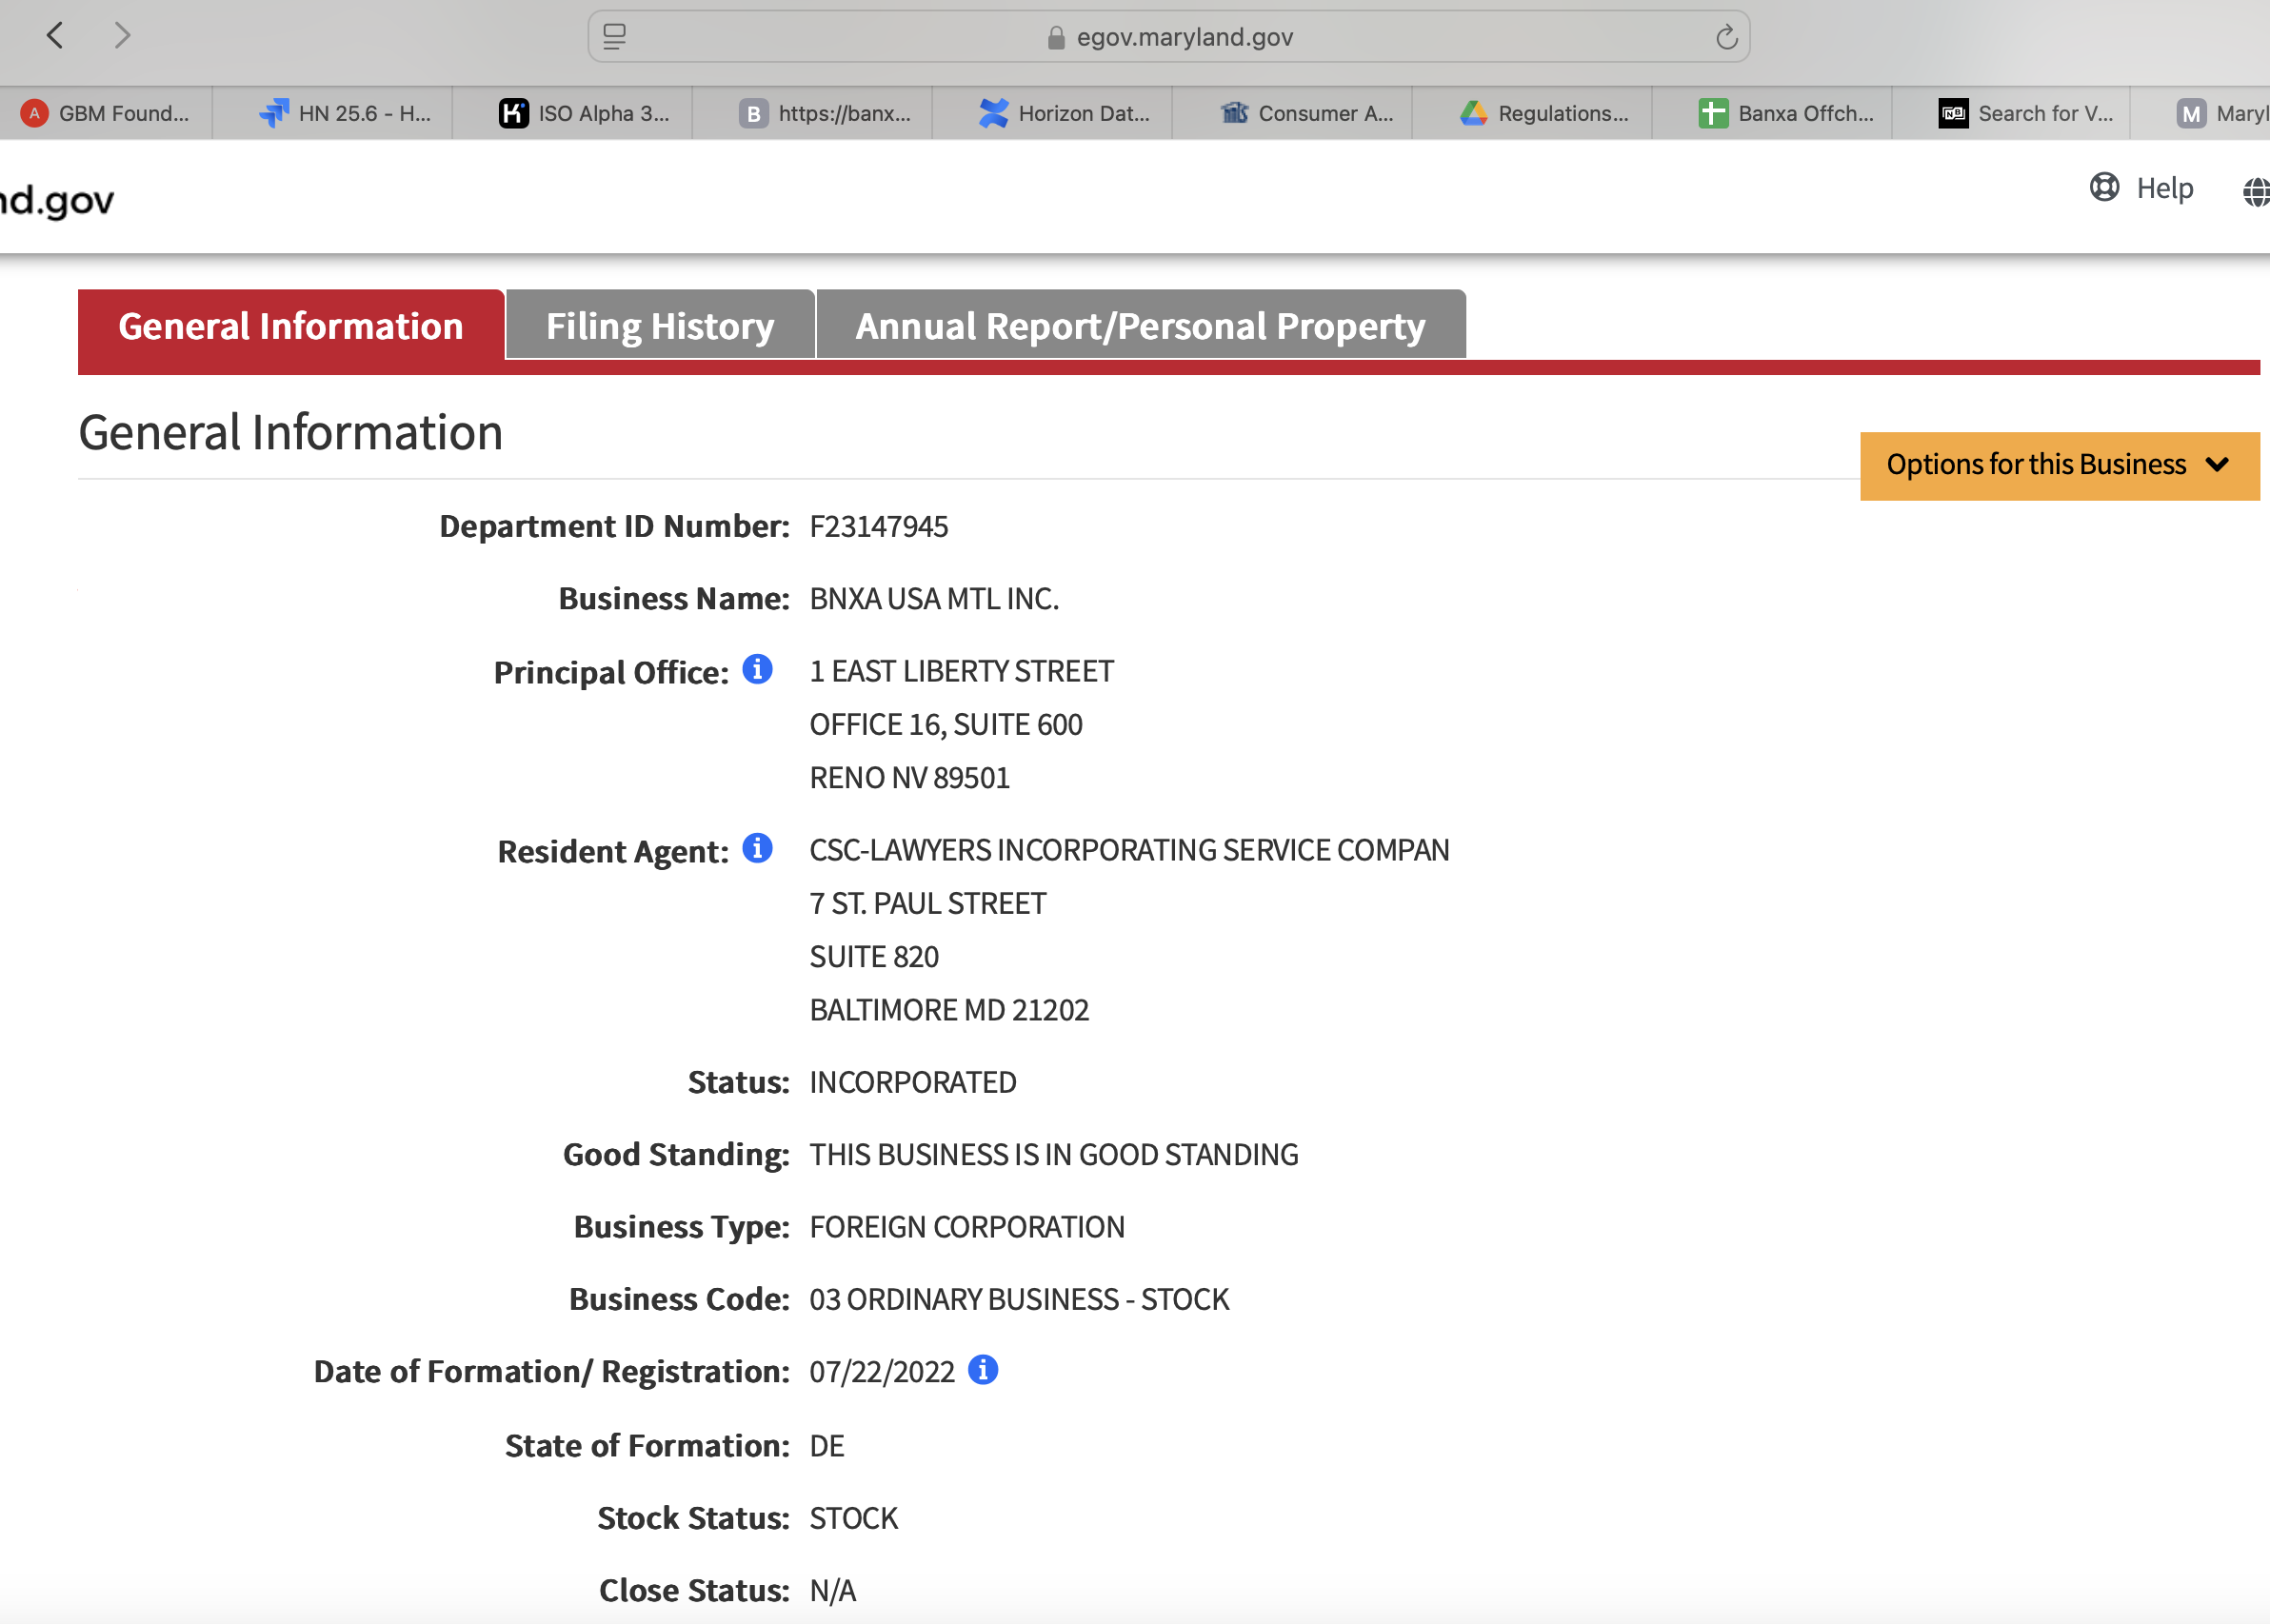 egov.maryland.gov
A GBM Found... HN 25.6 - H... K ISO Alpha 3... B https://banx... Horizon Dat... Consumer A... Regulations... Banxa Offch... Search for V... M Maryl
nd.gov
Help
General Information Filing History Annual Report/Personal Property
General Information
Options for this Business
Department ID Number: F23147945
Business Name: BNXA USA MTL INC.
Principal Office: i 1 EAST LIBERTY STREET
OFFICE 16, SUITE 600
RENO NV 89501
Resident Agent: i CSC-LAWYERS INCORPORATING SERVICE COMPAN
7 ST. PAUL STREET
SUITE 820
BALTIMORE MD 21202
Status: INCORPORATED
Good Standing: THIS BUSINESS IS IN GOOD STANDING
Business Type: FOREIGN CORPORATION
Business Code: 03 ORDINARY BUSINESS - STOCK
Date of Formation/ Registration: 07/22/2022 i
State of Formation: DE
Stock Status: STOCK
Close Status: N/A